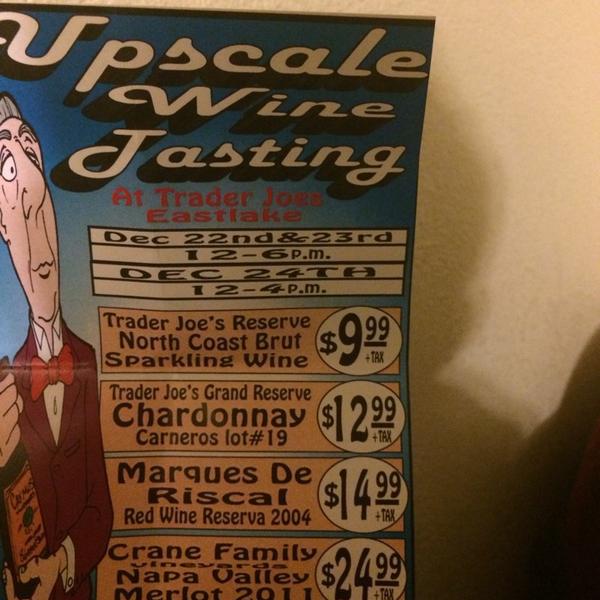 Upscale
Wine
Tasting
At Trader Joes
Eastlake
Dec 22nd&23rd
12-6P.M.
DEC 24TH
12-4P.M.
Trader Joe's Reserve
North Coast Brut
Sparkling Wine
$9.99
+TAX
Trader Joe's Grand Reserve
Chardonnay
Carneros lot#19
$12.99
+TAX
Marques De
Riscal
Red Wine Reserva 2004
$14.99
+TAX
Crane Family
Vineyards
Napa Valley
Merlot 2011
$24.99
+TAX